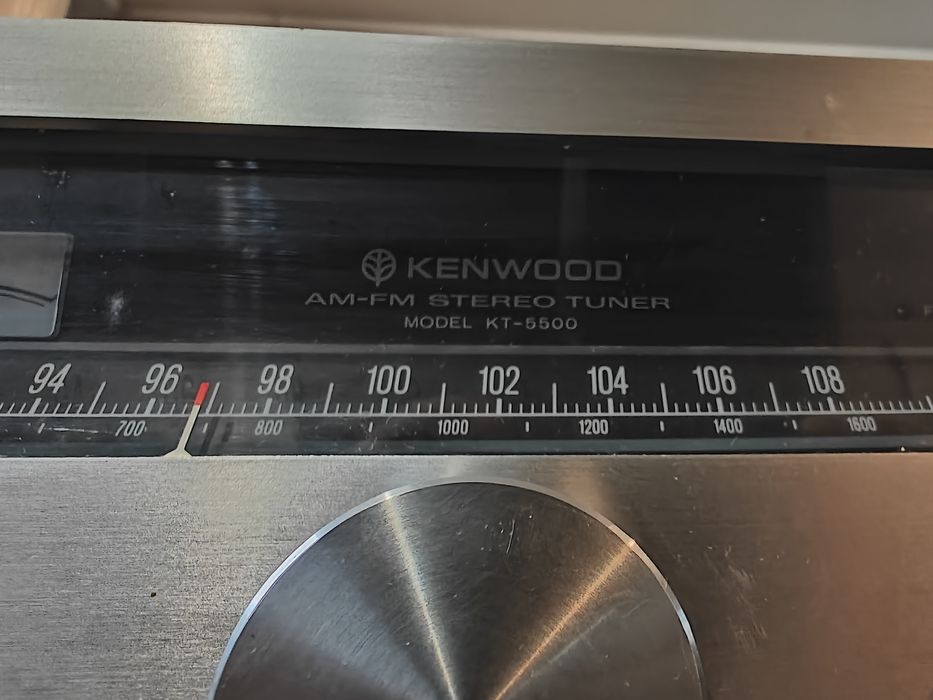 KENWOOD
AM-FM STEREO TUNER
MODEL KT-5500
94 96 98 100 102 104 106 108
700 800 1000 1200 1400 1600